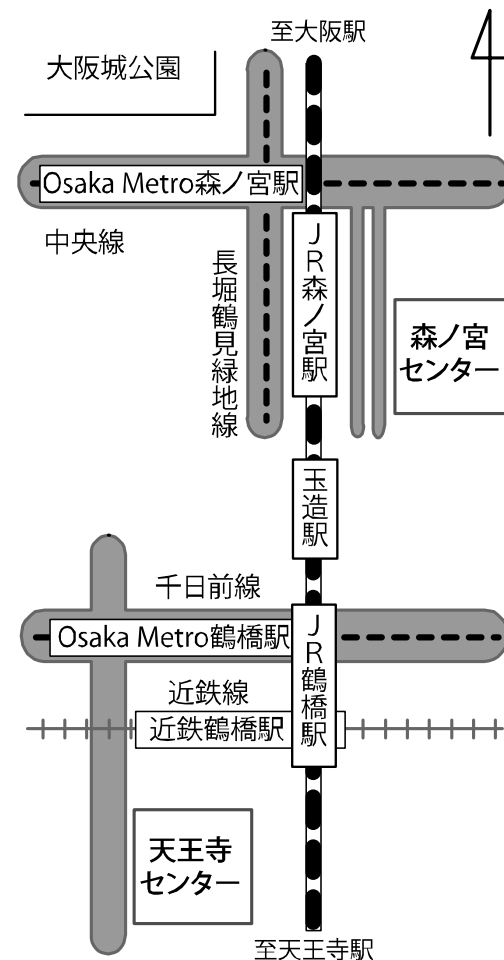 至大阪駅
大阪城公園
Osaka Metro森ノ宮駅
中央線
長堀鶴見緑地線
JR森ノ宮駅
森ノ宮
センター
玉造駅
千日前線
Osaka Metro鶴橋駅
JR鶴橋駅
近鉄線
近鉄鶴橋駅
天王寺
センター
至天王寺駅